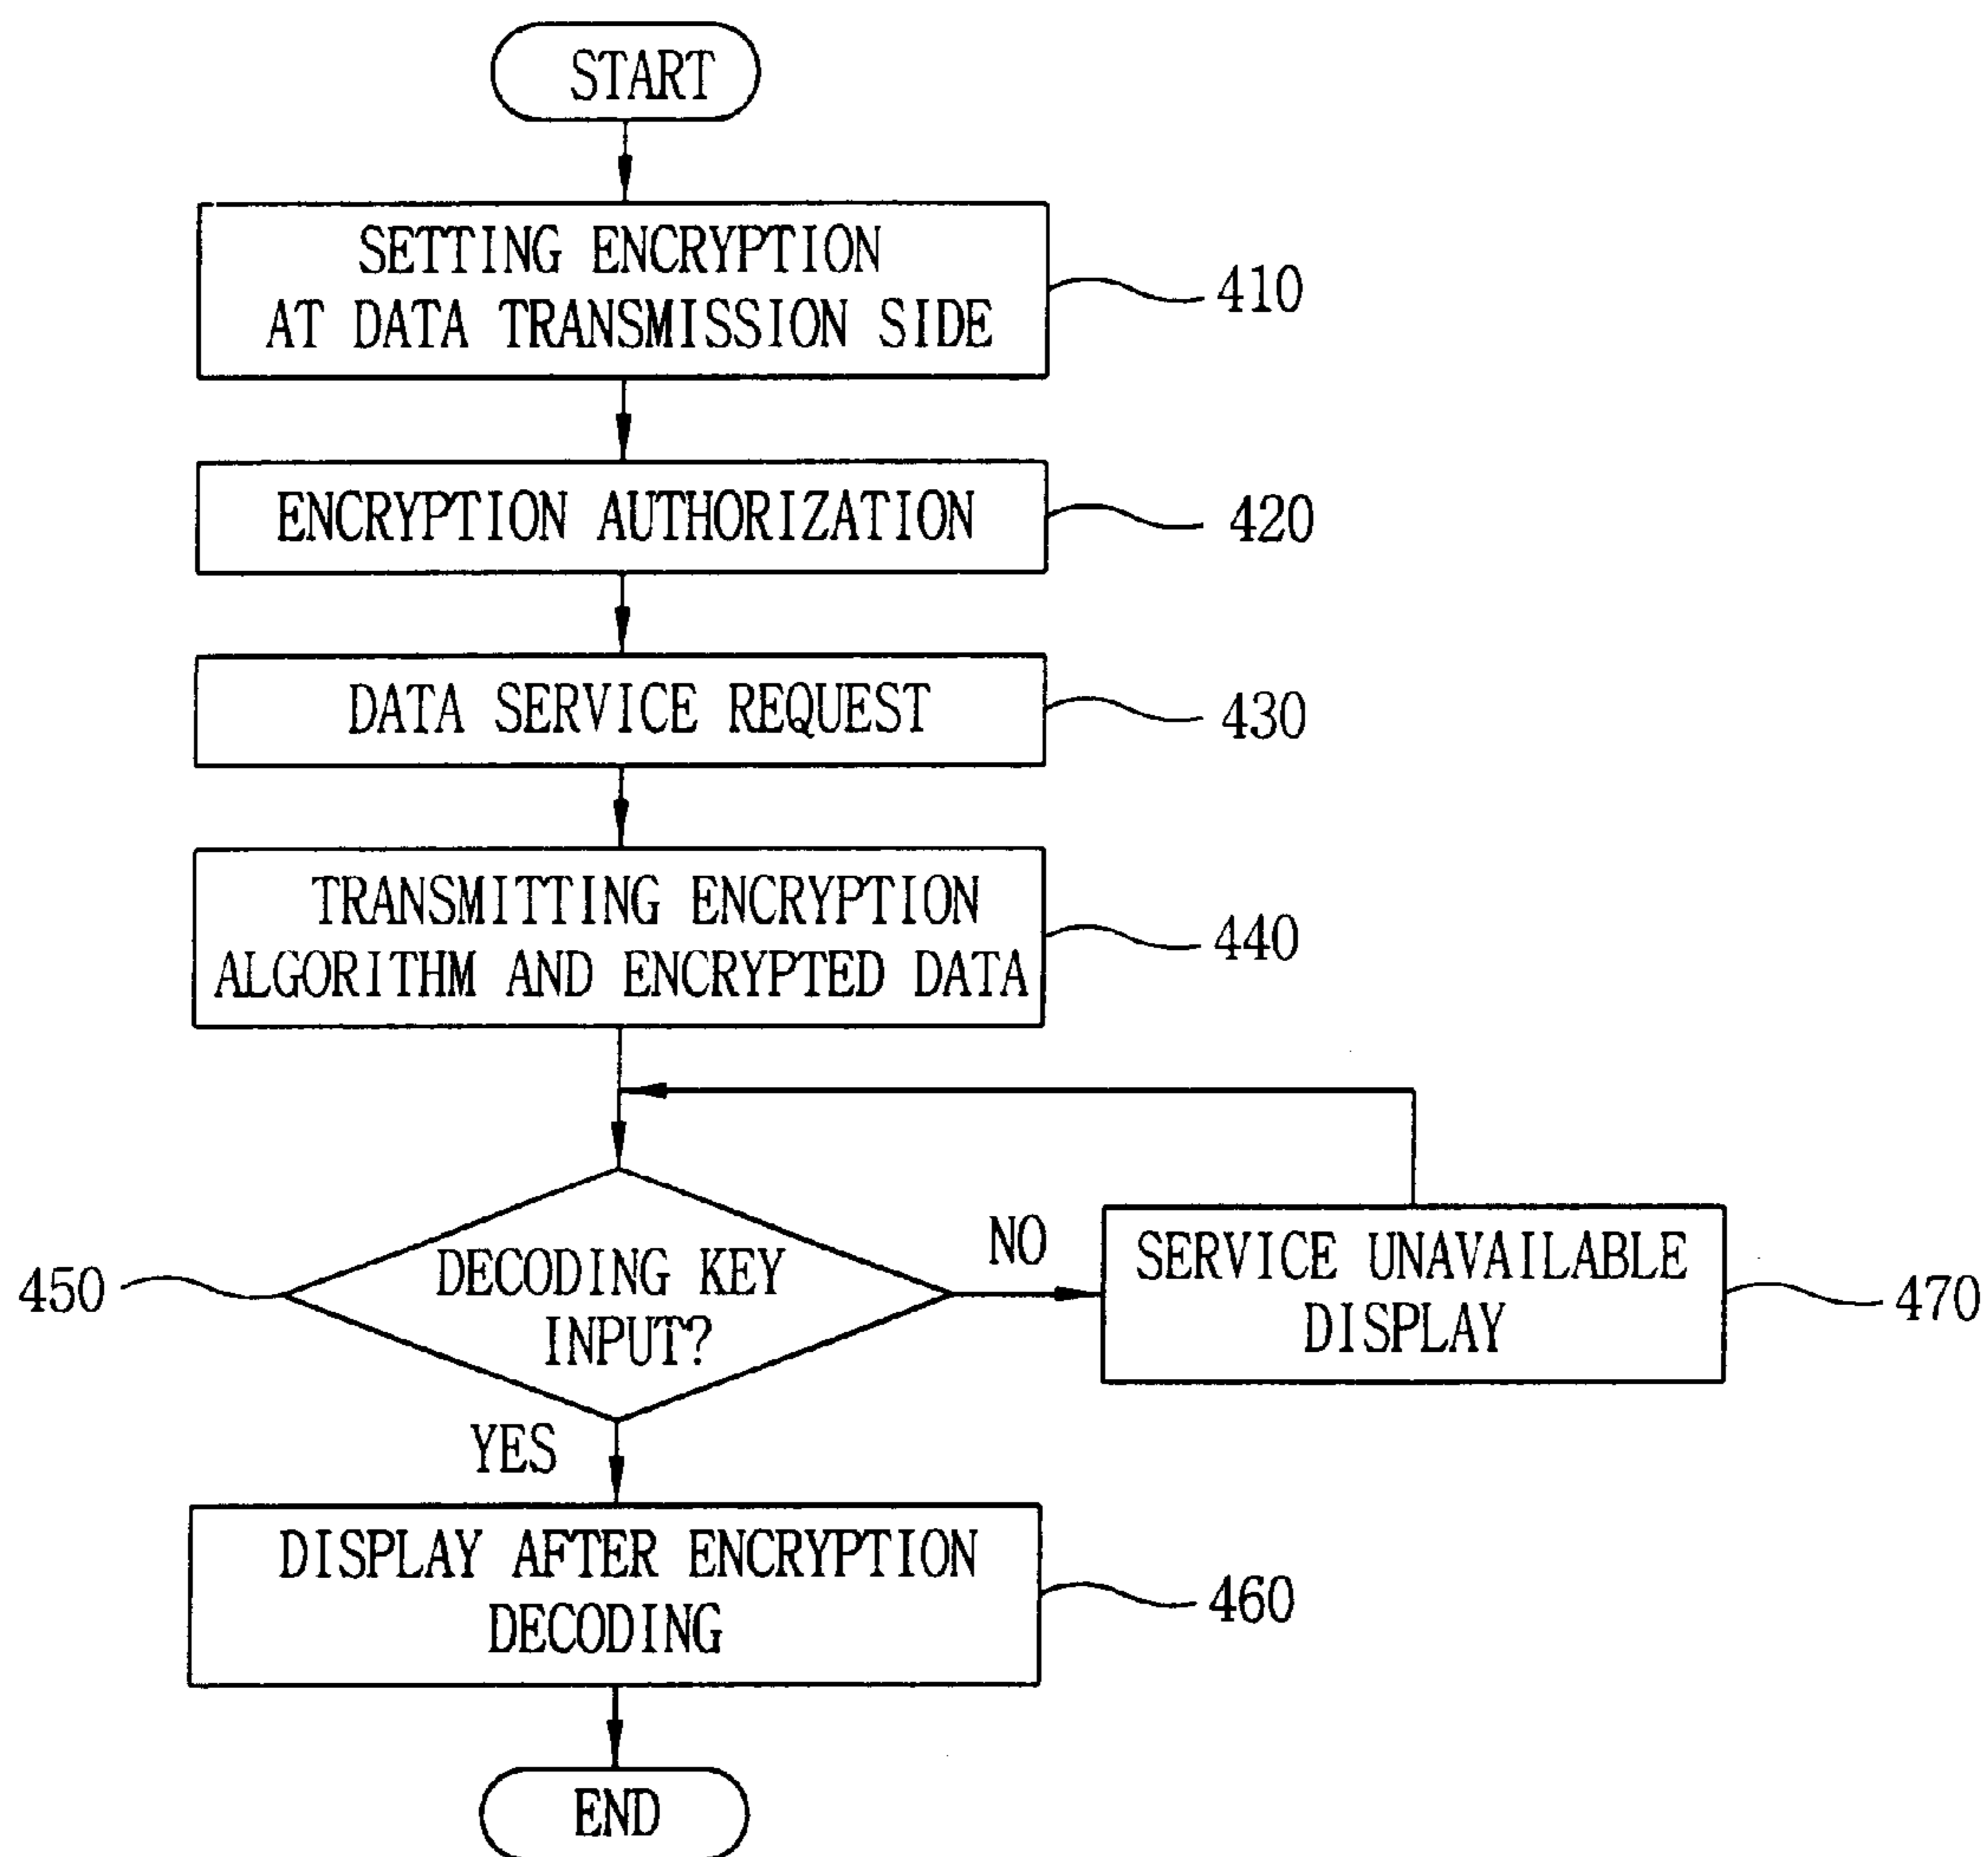 START
SETTING ENCRYPTION
AT DATA TRANSMISSION SIDE
410
ENCRYPTION AUTHORIZATION
420
DATA SERVICE REQUEST
430
TRANSMITTING ENCRYPTION
ALGORITHM AND ENCRYPTED DATA
440
450
DECODING KEY
INPUT?
NO
SERVICE UNAVAILABLE
DISPLAY
470
YES
DISPLAY AFTER ENCRYPTION
DECODING
460
END